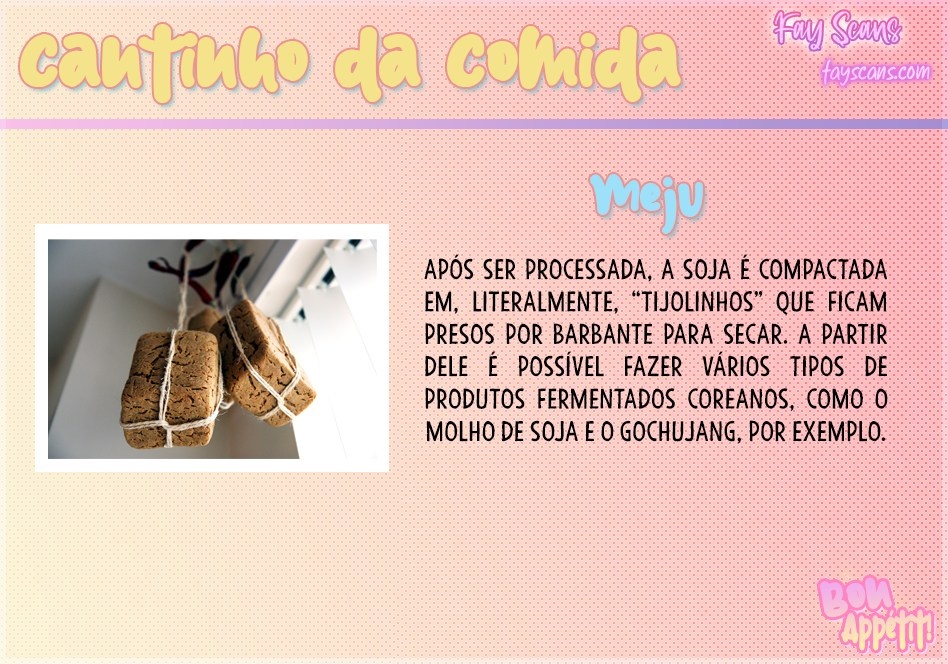 Cantinho da comida
Fay Scans
fayscans.com
Meju
APÓS SER PROCESSADA, A SOJA É COMPACTADA
EM, LITERALMENTE, “TIJOLINHOS” QUE FICAM
PRESOS POR BARBANTE PARA SECAR. A PARTIR
DELE É POSSÍVEL FAZER VÁRIOS TIPOS DE
PRODUTOS FERMENTADOS COREANOS, COMO O
MOLHO DE SOJA E O GOCHUJANG, POR EXEMPLO.
Bon
Appétit!